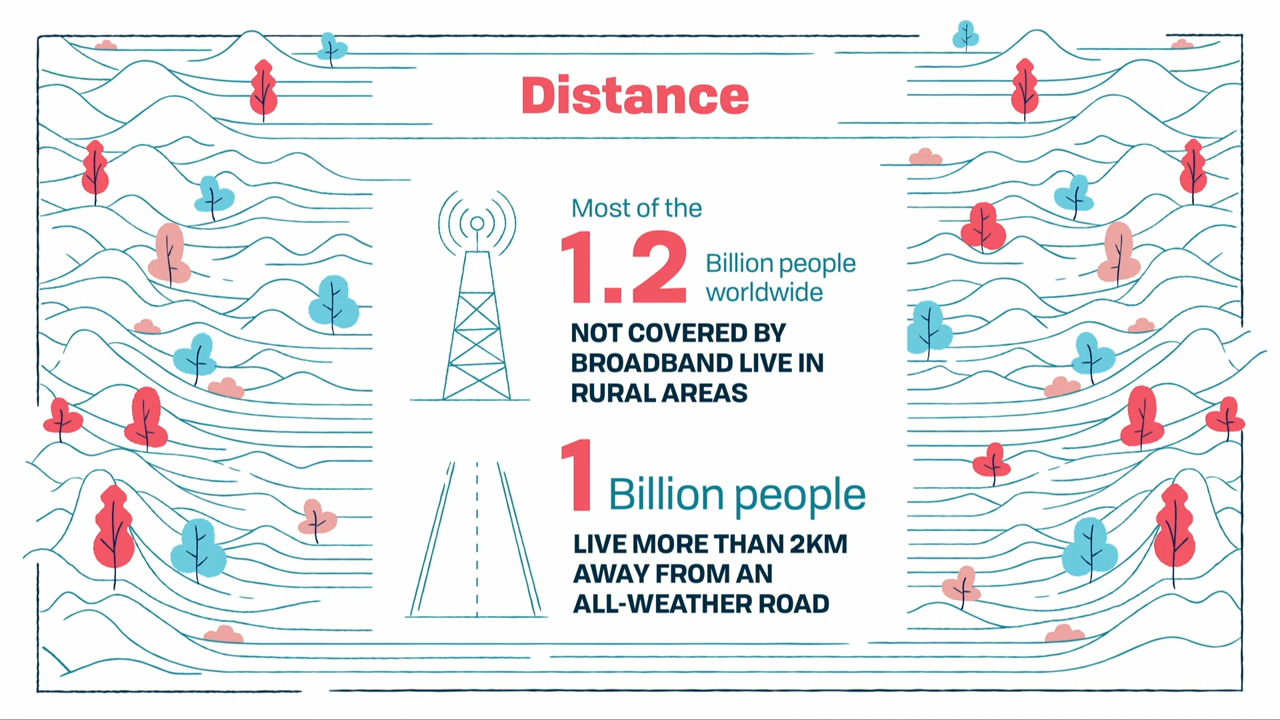 Distance
Most of the
1.2 Billion people
worldwide
NOT COVERED BY
BROADBAND LIVE IN
RURAL AREAS
1 Billion people
LIVE MORE THAN 2KM
AWAY FROM AN
ALL-WEATHER ROAD